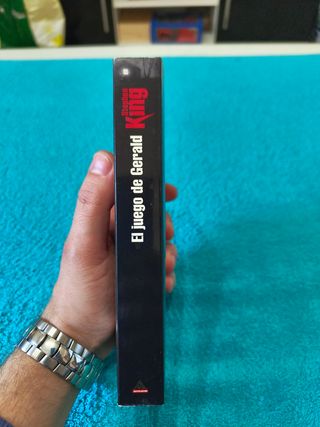 Stephen
King
El juego de Gerald